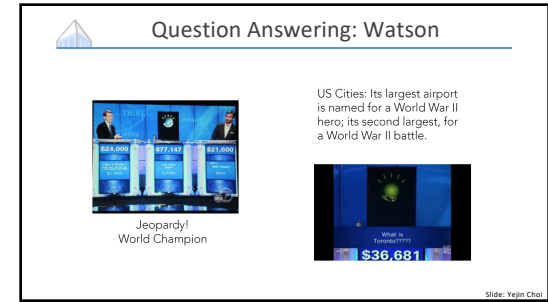 Question Answering: Watson
US Cities: Its largest airport
is named for a World War II
hero; its second largest, for
a World War II battle.
THINK
$24,000
$77,147
$21,600
abc
Jeopardy!
World Champion
What is
Toronto?????
$36,681
Slide: Yejin Choi